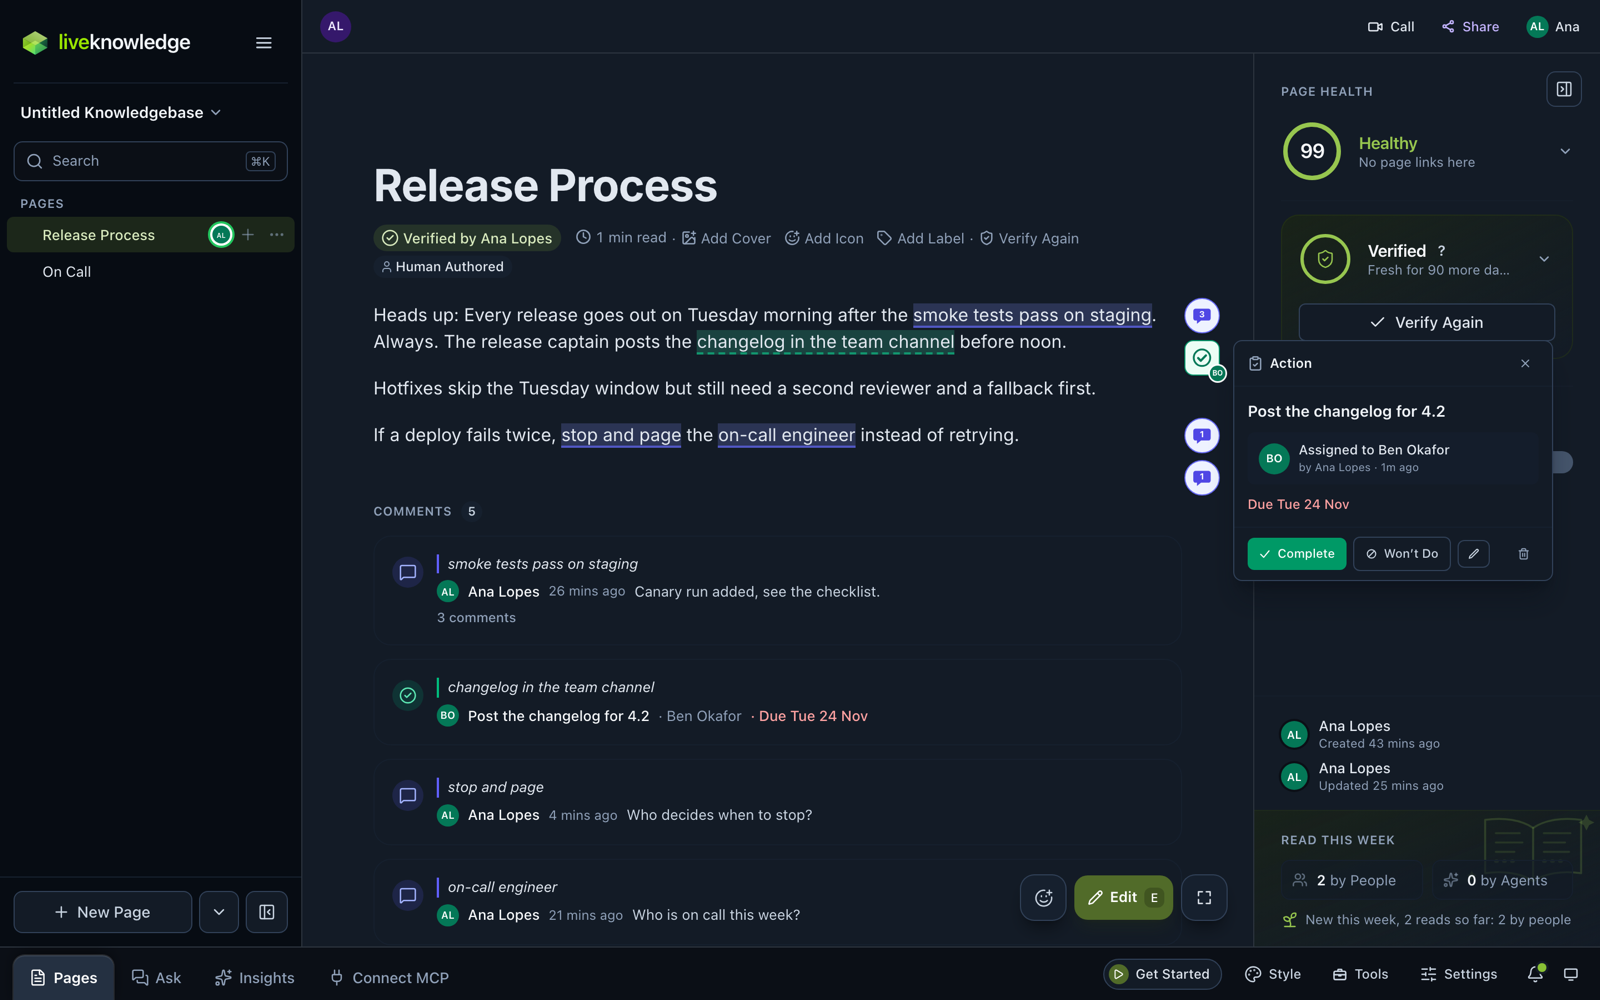 liveknowledge
Untitled Knowledgebase
Search ⌘K
PAGES
Release Process AL
On Call
New Page
AL
Call
Share
AL Ana
Release Process
Verified by Ana Lopes 1 min read · Add Cover Add Icon Add Label · Verify Again
Human Authored
Heads up: Every release goes out on Tuesday morning after the smoke tests pass on staging.
Always. The release captain posts the changelog in the team channel before noon.
Hotfixes skip the Tuesday window but still need a second reviewer and a fallback first.
If a deploy fails twice, stop and page the on-call engineer instead of retrying.
3
BO
1
1
COMMENTS 5
smoke tests pass on staging
AL Ana Lopes 26 mins ago Canary run added, see the checklist.
3 comments
changelog in the team channel
BO Post the changelog for 4.2 · Ben Okafor · Due Tue 24 Nov
stop and page
AL Ana Lopes 4 mins ago Who decides when to stop?
on-call engineer
AL Ana Lopes 21 mins ago Who is on call this week?
Edit E
PAGE HEALTH
99
Healthy
No page links here
Verified ?
Fresh for 90 more da...
Verify Again
Action
Post the changelog for 4.2
BO
Assigned to Ben Okafor
by Ana Lopes · 1m ago
Due Tue 24 Nov
Complete
Won't Do
AL
Ana Lopes
Created 43 mins ago
AL
Ana Lopes
Updated 25 mins ago
READ THIS WEEK
2 by People
0 by Agents
New this week, 2 reads so far: 2 by people
Pages
Ask
Insights
Connect MCP
Get Started
Style
Tools
Settings